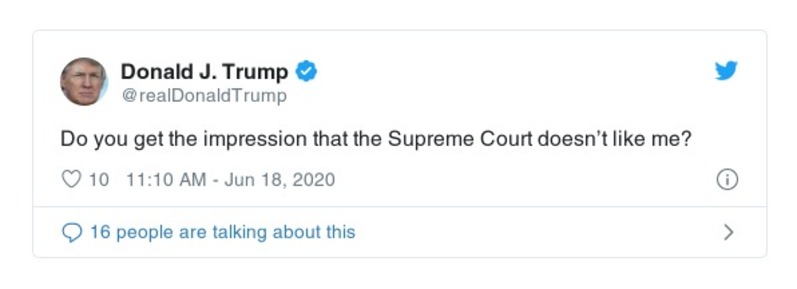 Donald J. Trump
@realDonaldTrump
Do you get the impression that the Supreme Court doesn’t like me?
10 11:10 AM - Jun 18, 2020
16 people are talking about this